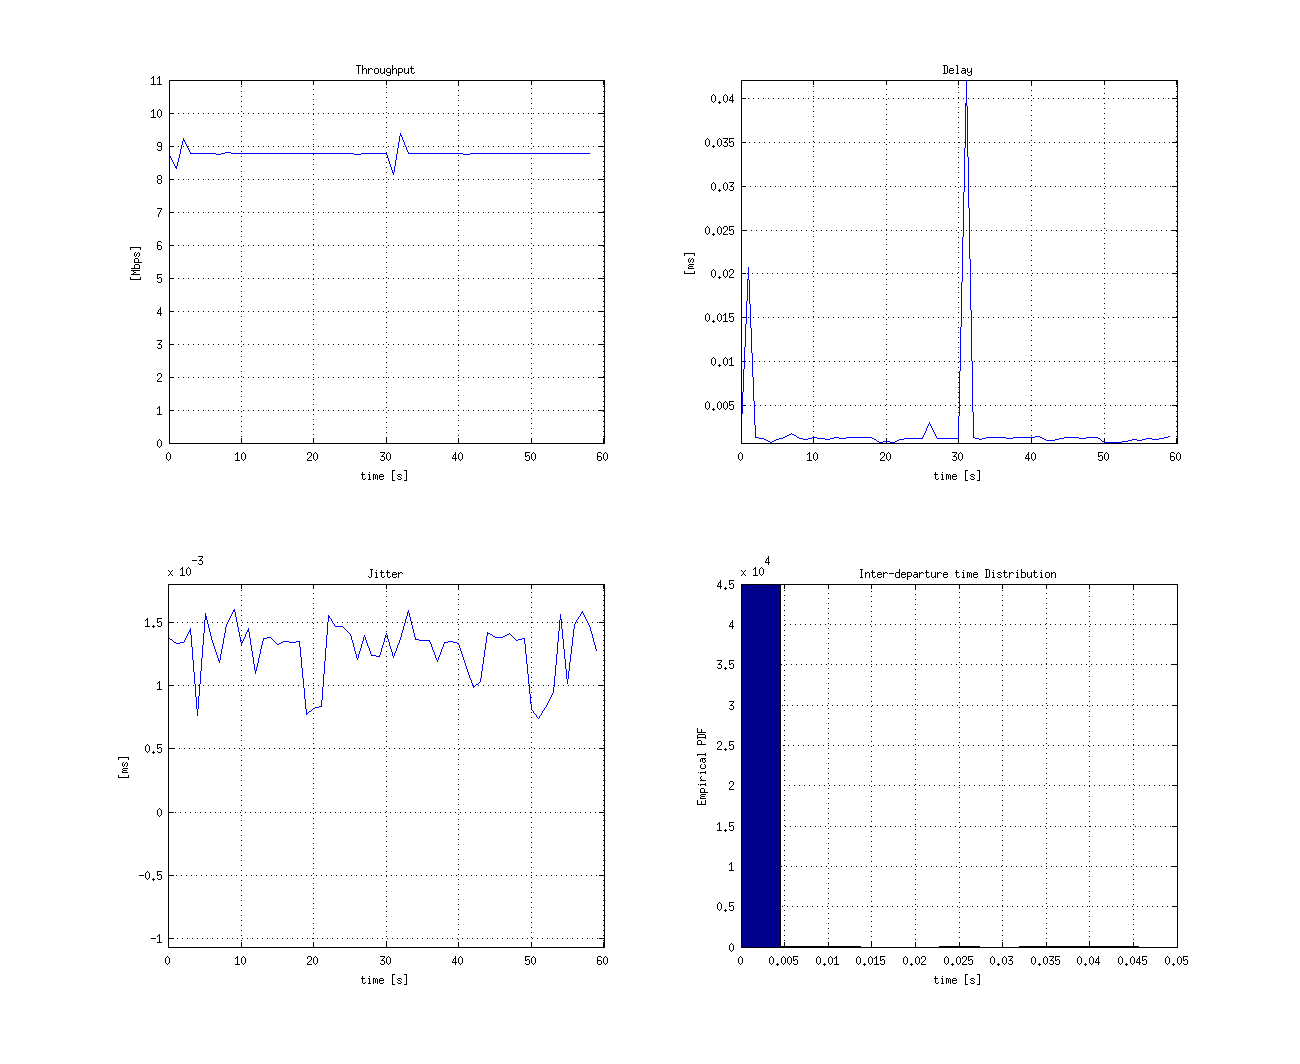 Throughput
11
10
9
8
7
6
5
4
3
2
1
0
[Mbps]
0 10 20 30 40 50 60
time [s]
Delay
0.04
0.035
0.03
0.025
0.02
0.015
0.01
0.005
[ms]
0 10 20 30 40 50 60
time [s]
x 10-3
Jitter
1.5
1
0.5
0
-0.5
-1
[ms]
0 10 20 30 40 50 60
time [s]
x 10 4
Inter-departure time Distribution
4.5
4
3.5
3
2.5
2
1.5
1
0.5
0
Empirical PDF
0 0.005 0.01 0.015 0.02 0.025 0.03 0.035 0.04 0.045 0.05
time [s]